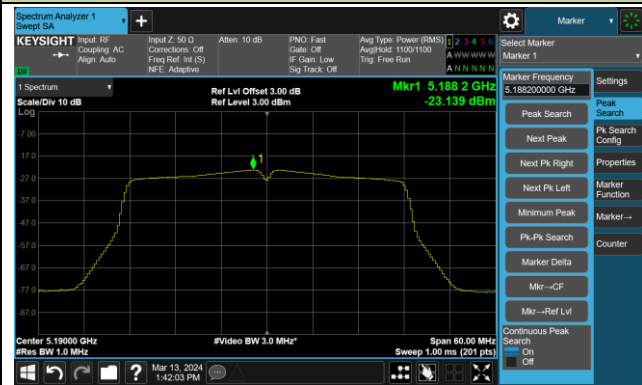 Spectrum Analyzer 1
Swept SA
Marker
KEYSIGHT
Input: RF
Coupling: AC
Align: Auto
Input Z: 50 Ω
Corrections: Off
Freq Ref: Int (S)
NFE: Adaptive
Atten: 10 dB
PNO: Fast
Gate: Off
IF Gain: Low
Sig Track: Off
Avg Type: Power (RMS)
Avg|Hold: 1100/1100
Trig: Free Run
1 2 3 4 5 6
A W W W W W
A N N N N N
LXI
Select Marker
Marker 1
1 Spectrum
Scale/Div 10 dB
Log
Ref Lvl Offset 3.00 dB
Ref Level 3.00 dBm
Mkr1 5.188 2 GHz
-23.139 dBm
-7.00
-17.0
-27.0
-37.0
-47.0
-57.0
-67.0
-77.0
-87.0
1
Center 5.19000 GHz
#Res BW 1.0 MHz
#Video BW 3.0 MHz*
Span 60.00 MHz
Sweep 1.00 ms (201 pts)
Marker Frequency
5.188200000 GHz
Peak Search
Next Peak
Next Pk Right
Next Pk Left
Minimum Peak
Pk-Pk Search
Marker Delta
Mkr→CF
Mkr→Ref Lvl
Continuous Peak
Search
On
Off
Settings
Peak
Search
Pk Search
Config
Properties
Marker
Function
Marker→
Counter
Mar 13, 2024
1:42:03 PM